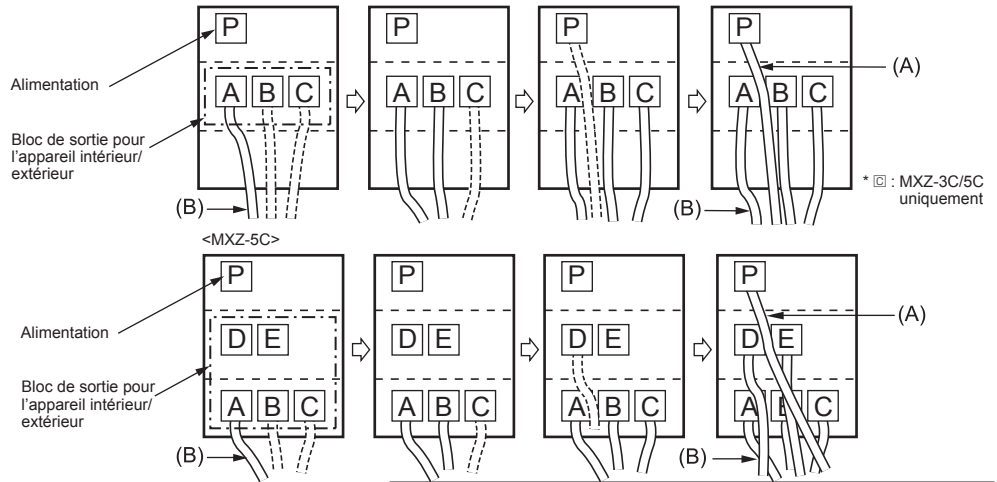 P P P P
(A)
Alimentation
A B C A B C A B C A B C
Bloc de sortie pour
l'appareil intérieur/
extérieur
* C : MXZ-3C/5C
uniquement
(B) (B)
<MXZ-5C>
P P P P
(A)
Alimentation
D E D E D E D E
Bloc de sortie pour
l'appareil intérieur/
extérieur
A B C A B C A B C A B C
(B) (B)